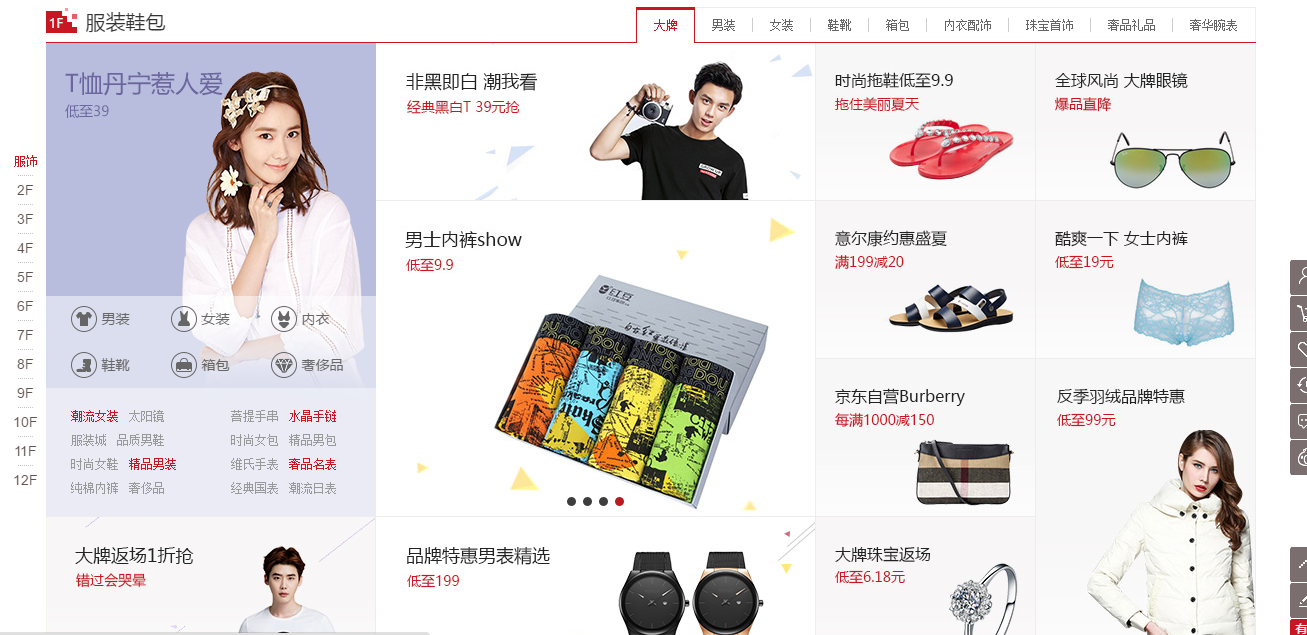 1F 服装鞋包
大牌 男装 女装 鞋靴 箱包 内衣配饰 珠宝首饰 奢品礼品 奢华腕表
服饰
2F
3F
4F
5F
6F
7F
8F
9F
10F
11F
12F
T恤丹宁惹人爱
低至39
男装 女装 内衣
鞋靴 箱包 奢侈品
潮流女装 太阳镜 菩提手串 水晶手链
服装城 品质男鞋 时尚女包 精品男包
时尚女鞋 精品男装 维氏手表 奢品名表
纯棉内裤 奢侈品 经典国表 潮流日表
大牌返场1折抢
错过会哭晕
非黑即白 潮我看
经典黑白T 39元抢
男士内裤show
低至9.9
红豆
品牌特惠男表精选
低至199
时尚拖鞋低至9.9
拖住美丽夏天
全球风尚 大牌眼镜
爆品直降
意尔康约惠盛夏
满199减20
酷爽一下 女士内裤
低至19元
京东自营Burberry
每满1000减150
反季羽绒品牌特惠
低至99元
大牌珠宝返场
低至6.18元
有